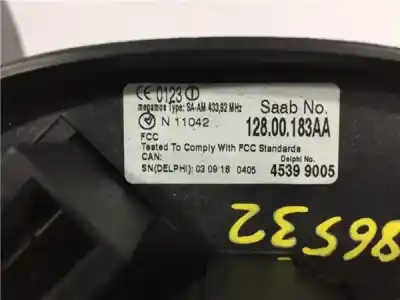 CE 0123
megamos Type: SA-AM 433,92 MHz
Saab No.
N 11042
128.00.183AA
FCC
Tested To Comply With FCC Standards
CAN:
Delphi No.
SN(DELPHI): 03 09 18 0405
4539 9005
86532